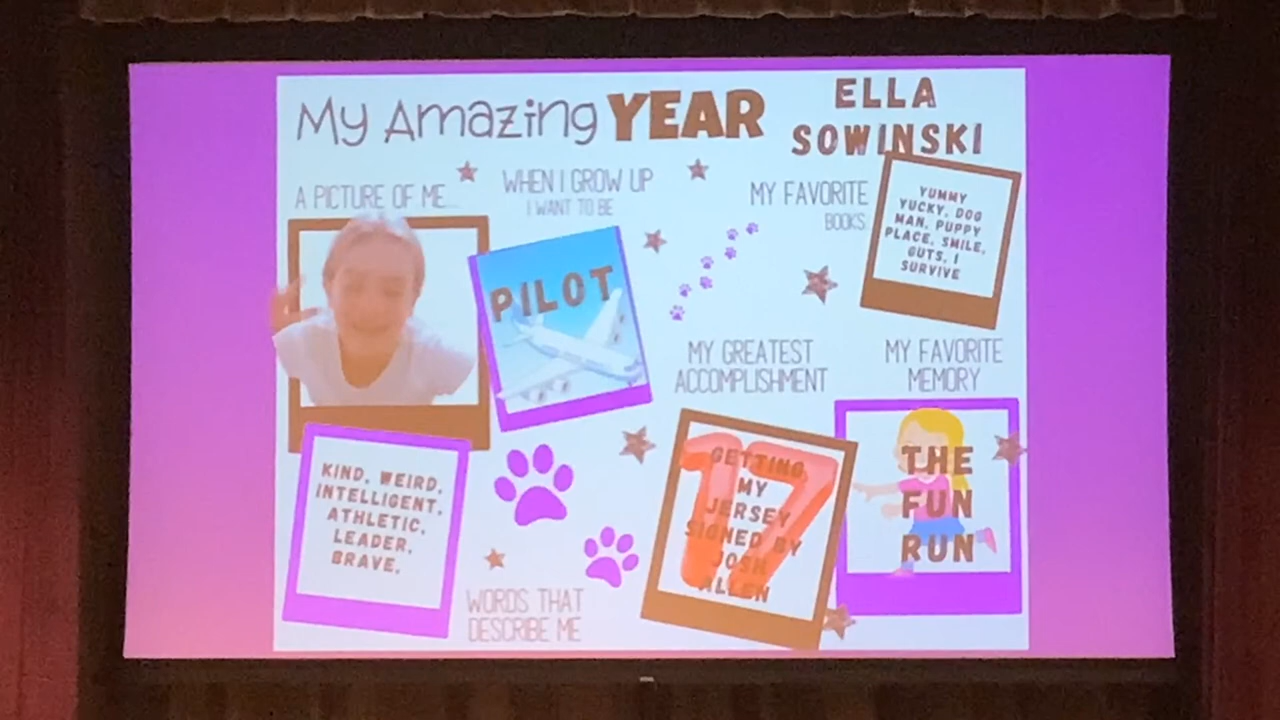 My Amazing YEAR
ELLA
SOWINSKI
A PICTURE OF ME...
WHEN I GROW UP
I WANT TO BE
PILOT
MY FAVORITE
BOOKS
YUMMY
YUCKY, DOG
MAN, PUPPY
PLACE, SMILE,
GUTS, I
SURVIVE
KIND, WEIRD,
INTELLIGENT,
ATHLETIC,
LEADER,
BRAVE,
WORDS THAT
DESCRIBE ME
MY GREATEST
ACCOMPLISHMENT
17
GETTING
MY
JERSEY
SIGNED BY
JOSH
ALLEN
MY FAVORITE
MEMORY
THE
FUN
RUN